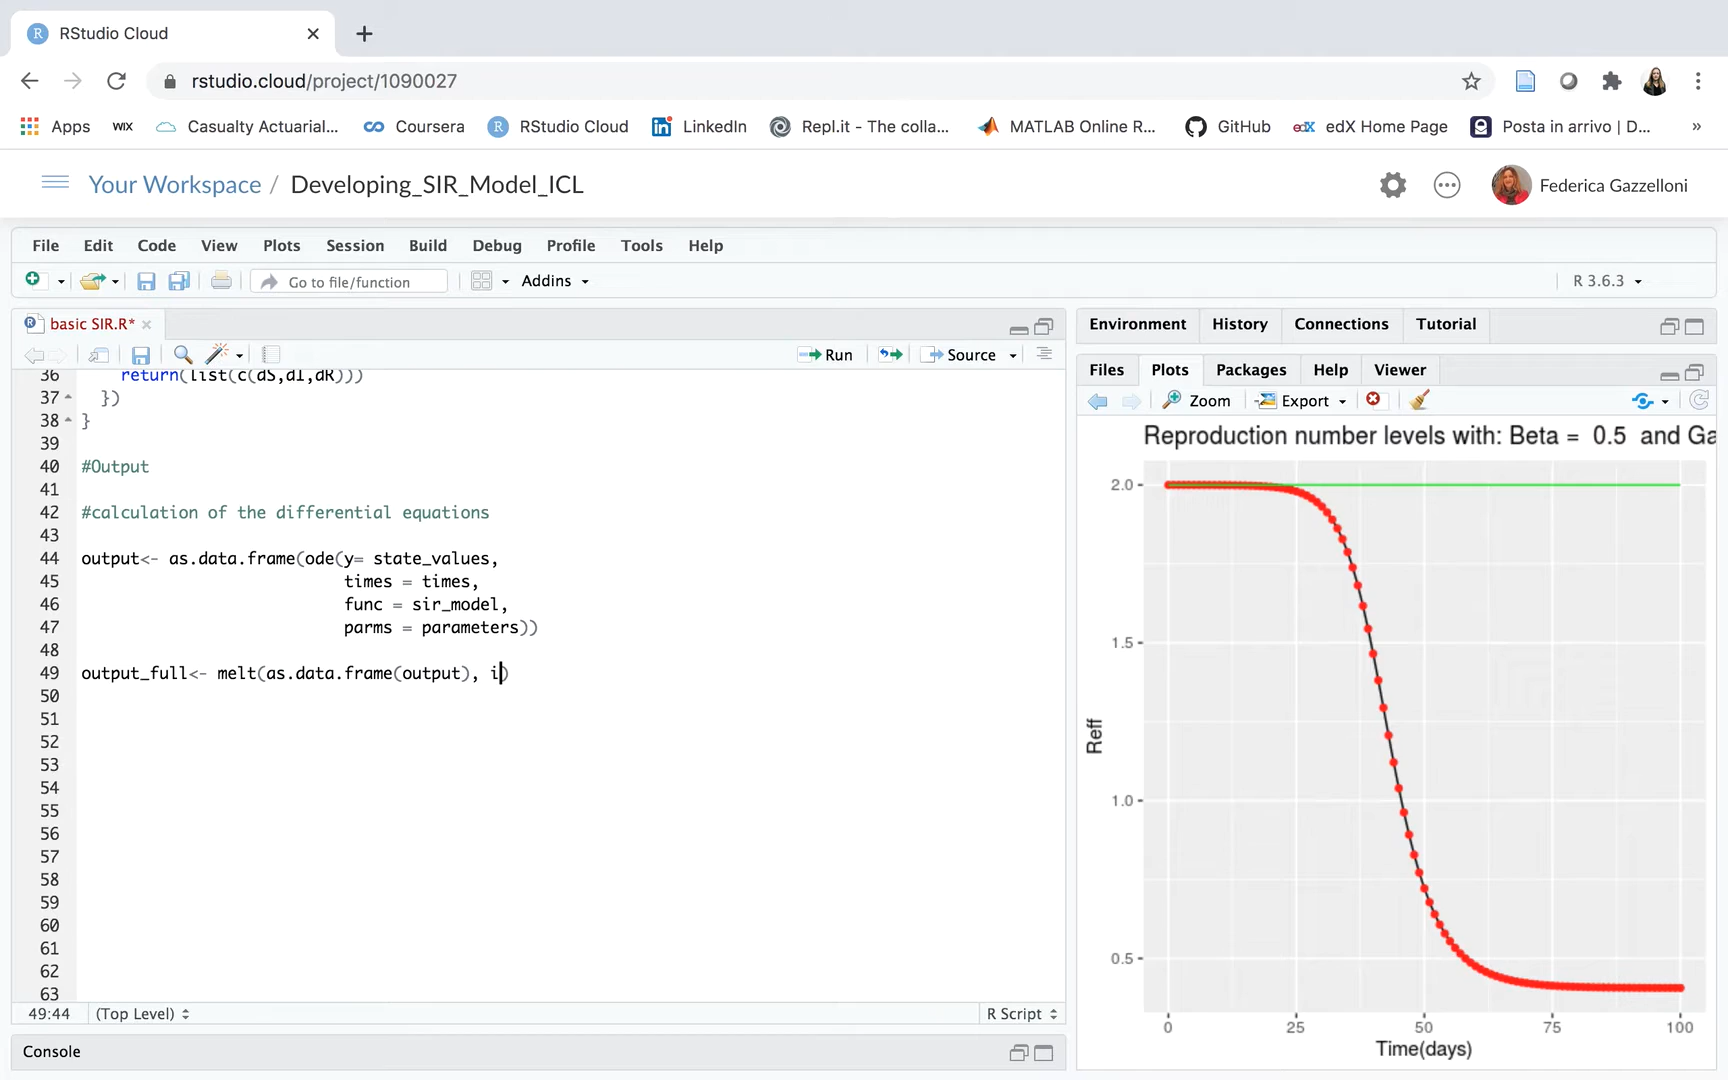 RStudio Cloud
rstudio.cloud/project/1090027
Apps WIX Casualty Actuarial... Coursera RStudio Cloud LinkedIn Repl.it - The colla... MATLAB Online R... GitHub edX edX Home Page Posta in arrivo | D... »
Your Workspace / Developing_SIR_Model_ICL Federica Gazzelloni
File Edit Code View Plots Session Build Debug Profile Tools Help
Go to file/function Addins R 3.6.3
basic SIR.R*
Run Source
36 return(list(c(dS,dI,dR)))
37 })
38 }
39
40 #Output
41
42 #calculation of the differential equations
43
44 output<- as.data.frame(ode(y= state_values,
45 times = times,
46 func = sir_model,
47 parms = parameters))
48
49 output_full<- melt(as.data.frame(output), i)
50
51
52
53
54
55
56
57
58
59
60
61
62
63
49:44 (Top Level) R Script
Console
Environment History Connections Tutorial
Files Plots Packages Help Viewer
Zoom Export
Reproduction number levels with: Beta = 0.5 and Ga
2.0
1.5
1.0
0.5
Reff
0 25 50 75 100
Time(days)